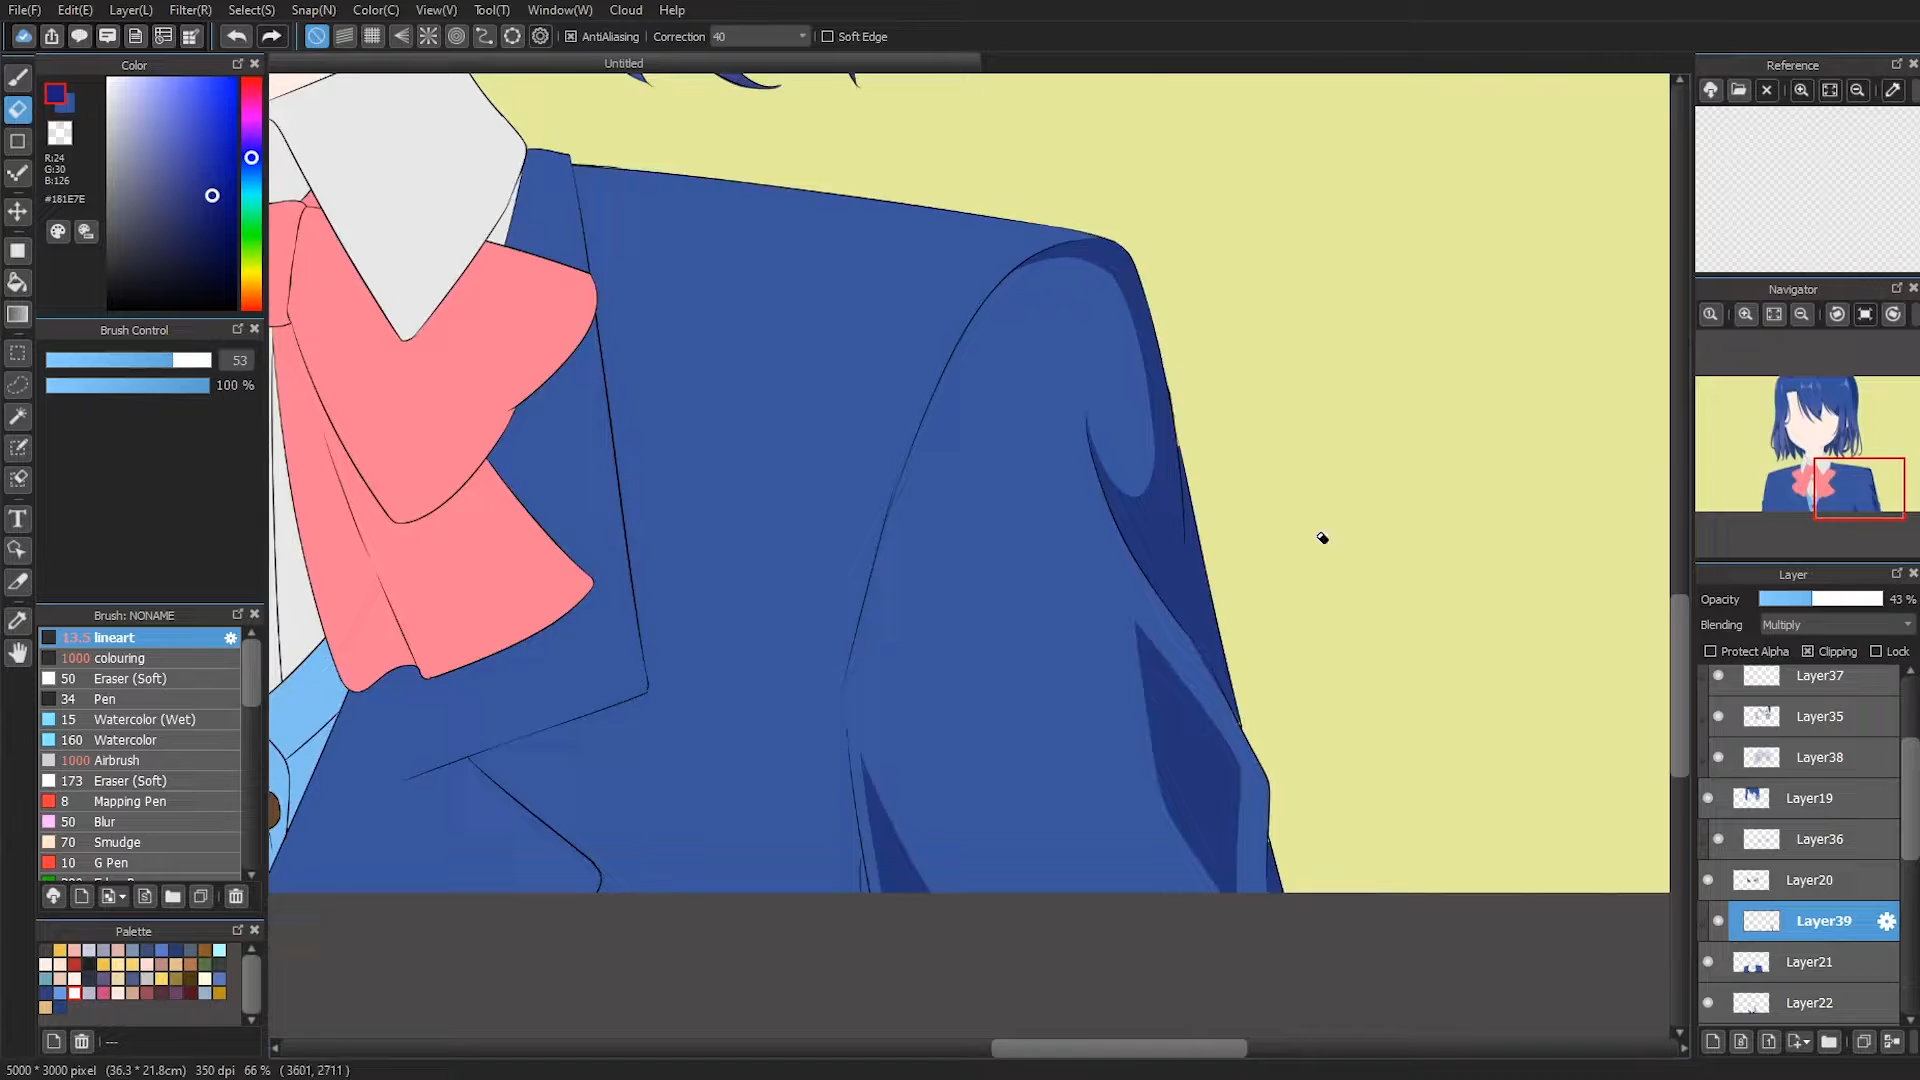 File(F) Edit(E) Layer(L) Filter(R) Select(S) Snap(N) Color(C) View(V) Tool(T) Window(W) Cloud Help
AntiAliasing Correction 40 Soft Edge
Color
Untitled
Reference
R:24
G:30
B:126
#181E7E
Navigator
Brush Control
53
100 %
Layer
Opacity 43 %
Blending Multiply
Protect Alpha Clipping Lock
Brush: NONAME
13.5 lineart
1000 colouring
50 Eraser (Soft)
34 Pen
15 Watercolor (Wet)
160 Watercolor
1000 Airbrush
173 Eraser (Soft)
8 Mapping Pen
50 Blur
70 Smudge
10 G Pen
Layer37
Layer35
Layer38
Layer19
Layer36
Layer20
Layer39
Layer21
Layer22
Palette
---
5000 * 3000 pixel (36.3 * 21.8cm) 350 dpi 66 % ( 3601, 2711 )